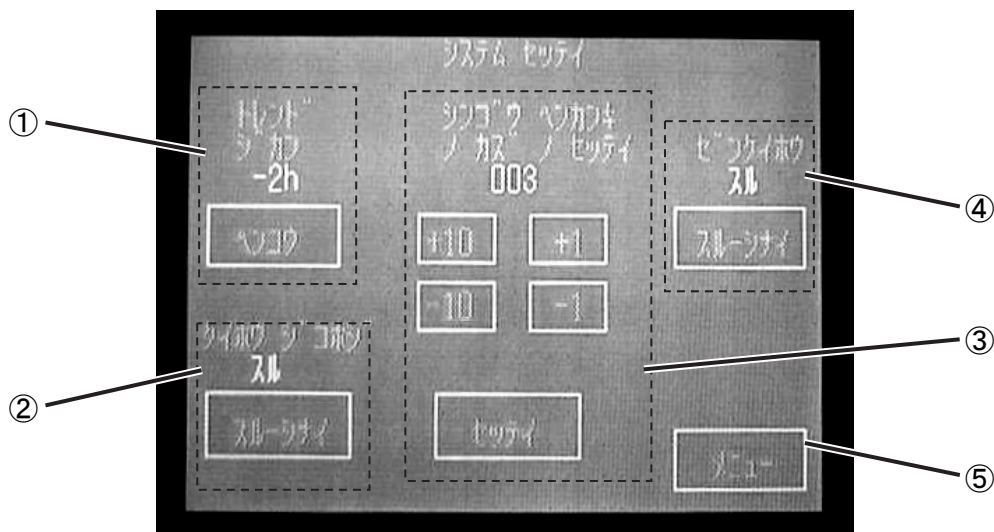 システム セッテイ
①
トレンド
ジカン
-2h
ヘンコウ
②
ケイホウ ジコホジ
スル
スルーシナイ
③
シンゴウ ヘンカンキ
ノ カズ ノ セッテイ
003
+10
+1
-10
-1
セッテイ
④
ゼンケイホウ
スル
スルーシナイ
⑤
メニュー